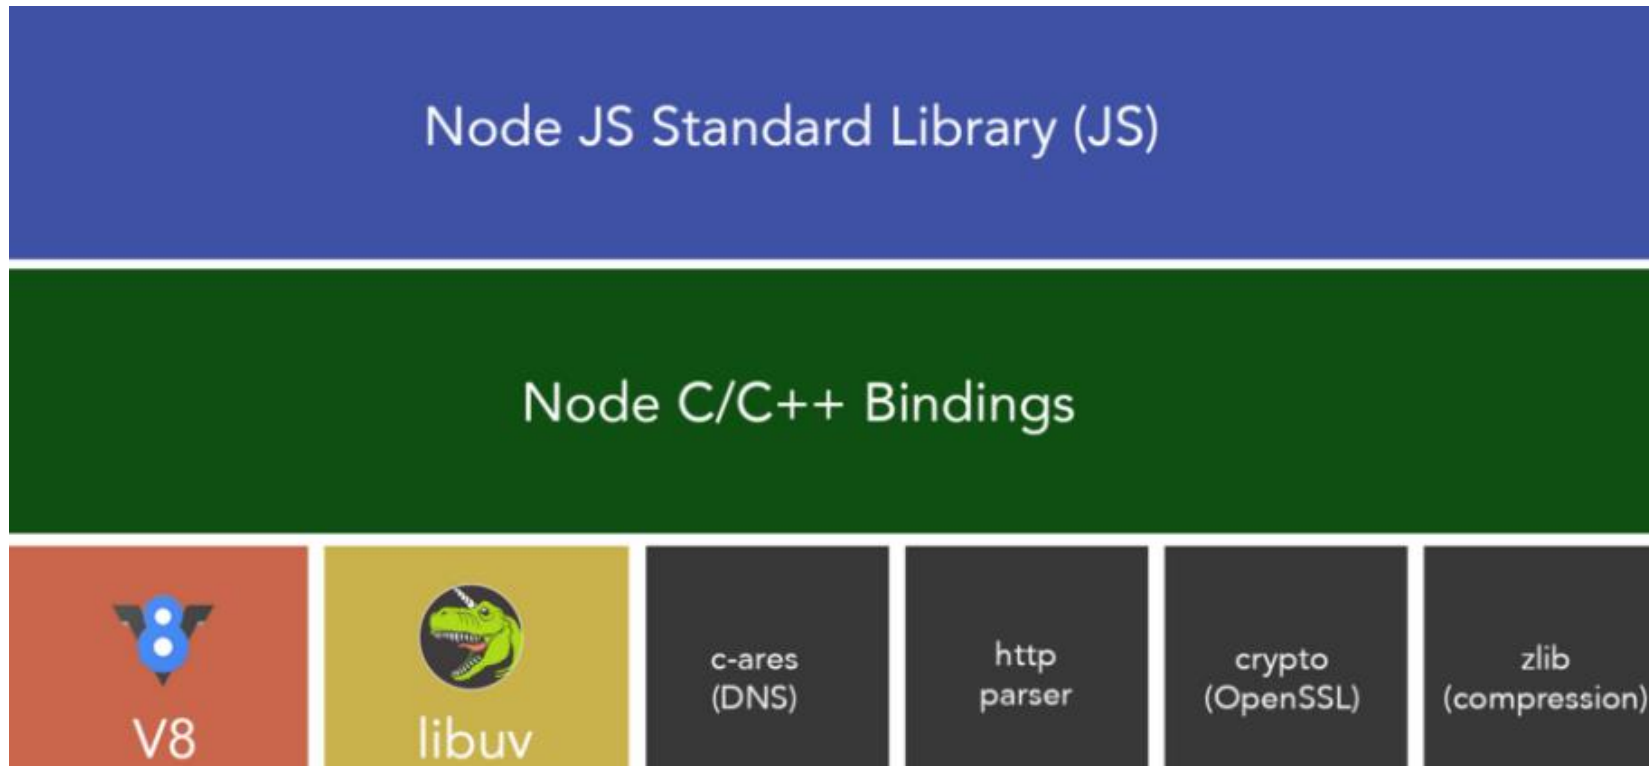 Node JS Standard Library (JS)
Node C/C++ Bindings
V8
libuv
c-ares
(DNS)
http
parser
crypto
(OpenSSL)
zlib
(compression)